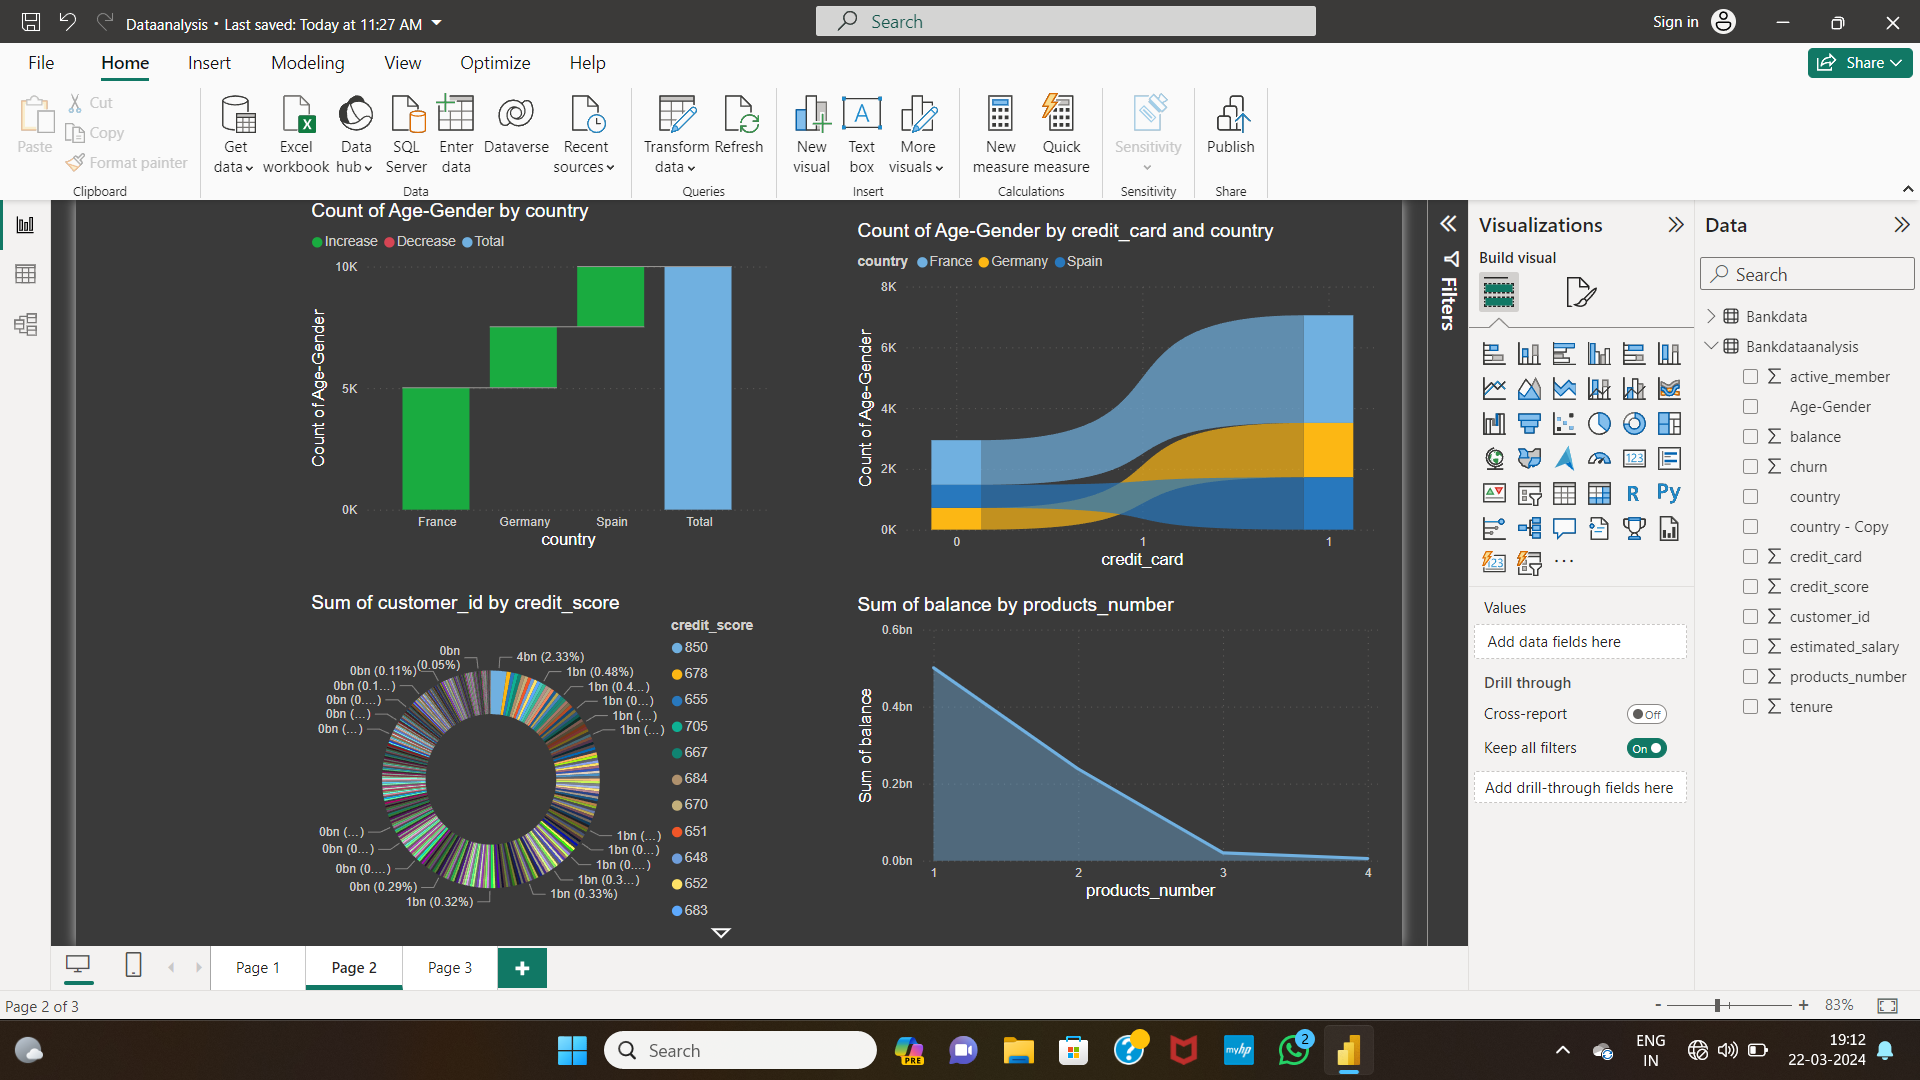 Dataanalysis • Last saved: Today at 11:27 AM
Search
Sign in
File
Home
Insert
Modeling
View
Optimize
Help
Share
Paste
Cut
Copy
Format painter
Clipboard
Get data
Excel workbook
Data hub
SQL Server
Enter data
Dataverse
Recent sources
Data
Transform data
Refresh
Queries
New visual
Text box
More visuals
Insert
New measure
Quick measure
Calculations
Sensitivity
Sensitivity
Publish
Share
Count of Age-Gender by country
Increase Decrease Total
10K
5K
0K
Count of Age-Gender
France Germany Spain Total
country
Count of Age-Gender by credit_card and country
country France Germany Spain
8K
6K
4K
2K
0K
Count of Age-Gender
0 1 1
credit_card
Sum of customer_id by credit_score
0bn
(0.05%)
0bn (0.11%)
0bn (0.1...)
0bn (0....)
0bn (...)
0bn (...)
4bn (2.33%)
1bn (0.48%)
1bn (0.4...)
1bn (0...)
1bn (...)
1bn (...)
0bn (...)
0bn (0...)
0bn (0....)
0bn (0.29%)
1bn (0.32%)
1bn (...)
1bn (0...)
1bn (0....)
1bn (0.3...)
1bn (0.33%)
credit_score
850
678
655
705
667
684
670
651
648
652
683
Sum of balance by products_number
0.6bn
0.4bn
0.2bn
0.0bn
Sum of balance
1 2 3 4
products_number
Filters
Visualizations
Build visual
123
R
Py
123
...
Values
Add data fields here
Drill through
Cross-report
Off
Keep all filters
On
Add drill-through fields here
Data
Search
Bankdata
Bankdataanalysis
active_member
Age-Gender
balance
churn
country
country - Copy
credit_card
credit_score
customer_id
estimated_salary
products_number
tenure
Page 1
Page 2
Page 3
+
Page 2 of 3
- + 83%
Search
PRE
myhp
2
ENG
IN
19:12
22-03-2024